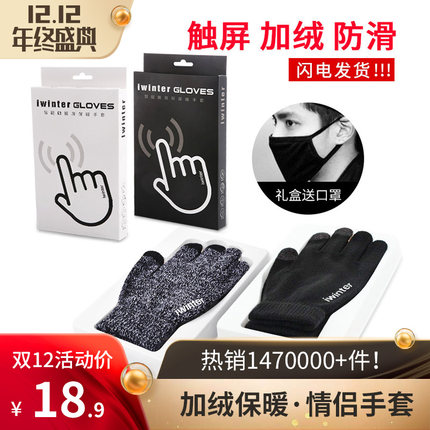 12.12
年终盛典
触屏 加绒 防滑
闪电发货!!!
iwinter GLOVES
iwinter
iwinter GLOVES
iwinter
礼盒送口罩
iwinter
iwinter
双12活动价
¥18.9
热销1470000+件!
加绒保暖·情侣手套